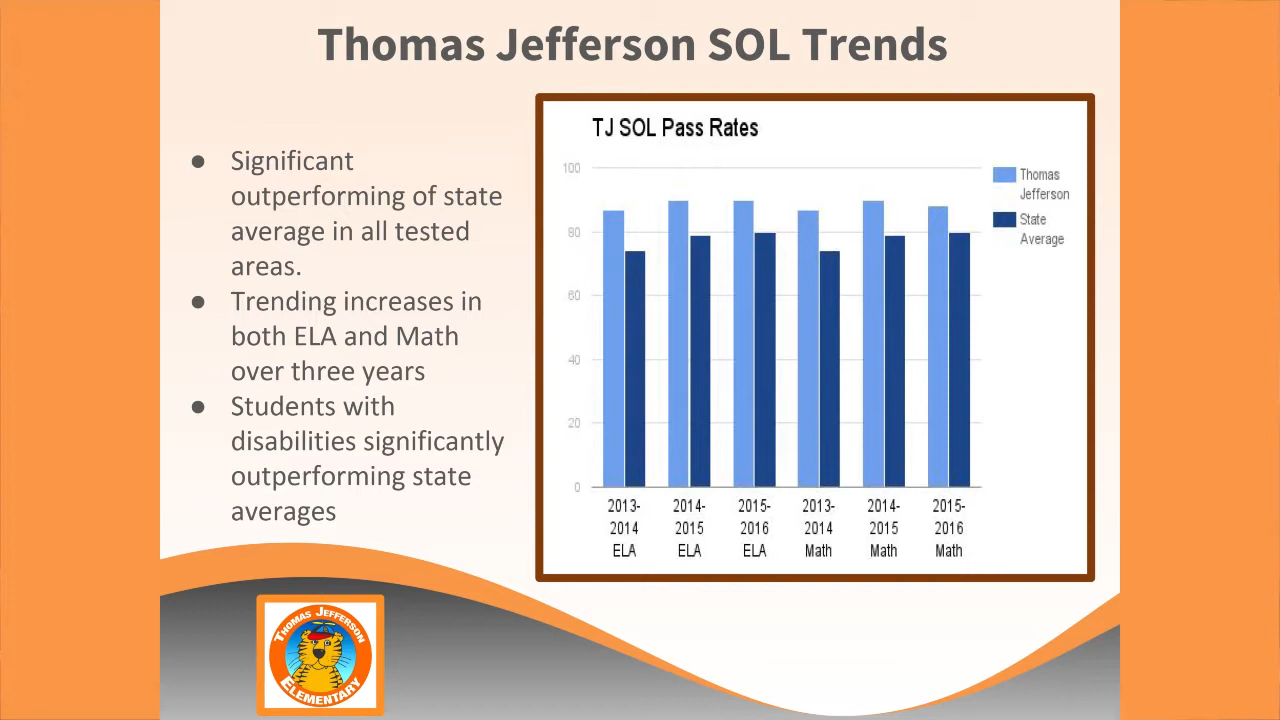 Thomas Jefferson SOL Trends
● Significant
outperforming of state
average in all tested
areas.
● Trending increases in
both ELA and Math
over three years
● Students with
disabilities significantly
outperforming state
averages
TJ SOL Pass Rates
100
80
60
40
20
0
2013-
2014
ELA
2014-
2015
ELA
2015-
2016
ELA
2013-
2014
Math
2014-
2015
Math
2015-
2016
Math
Thomas
Jefferson
State
Average
THOMAS JEFFERSON
ELEMENTARY